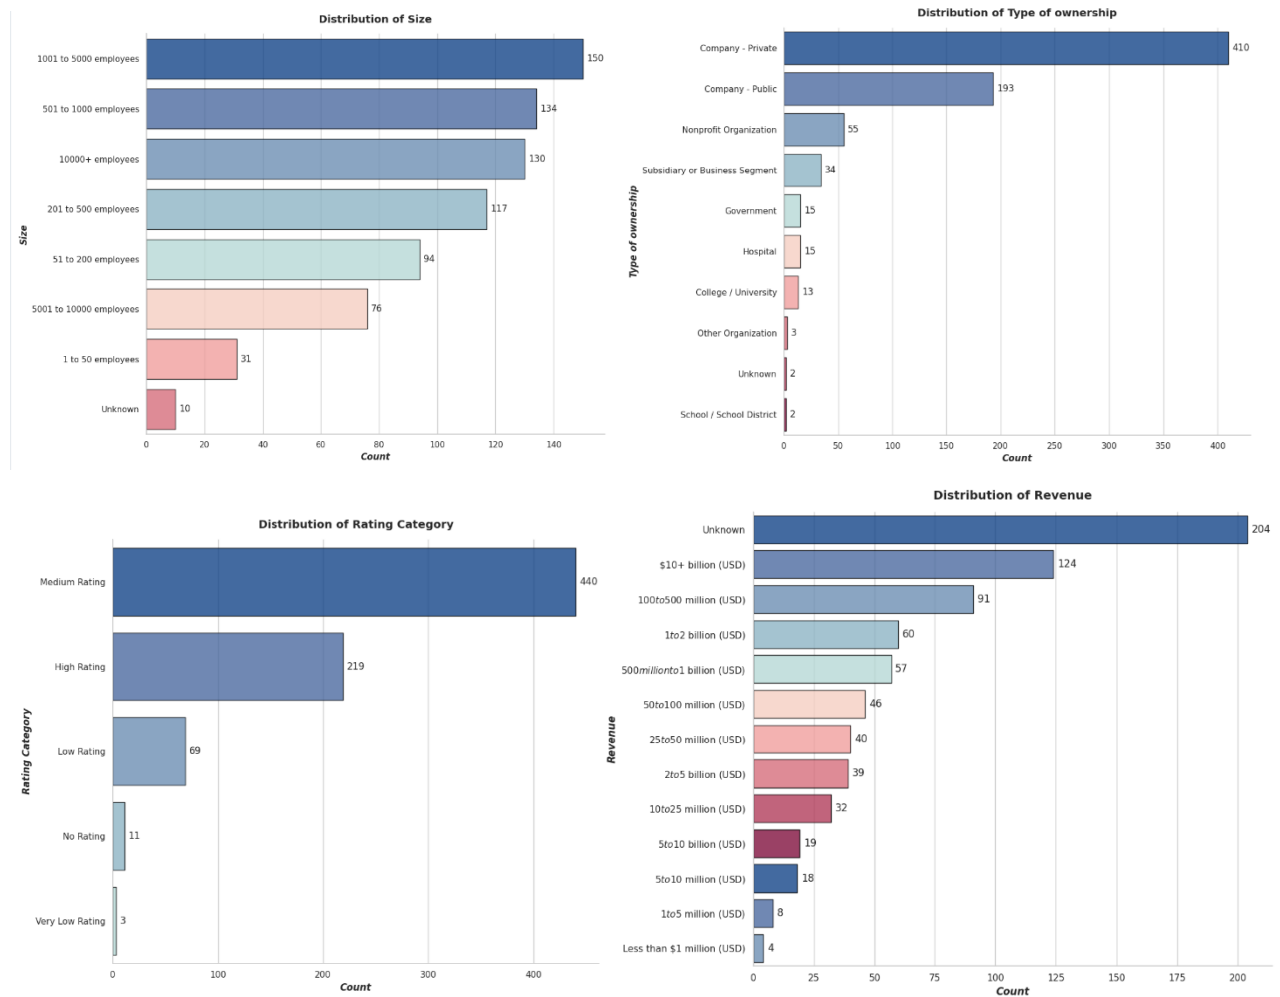 Distribution of Size
1001 to 5000 employees
150
501 to 1000 employees
134
10000+ employees
130
201 to 500 employees
117
51 to 200 employees
94
5001 to 10000 employees
76
1 to 50 employees
31
Unknown
10
Size
0 20 40 60 80 100 120 140
Count
Distribution of Type of ownership
Company - Private
410
Company - Public
193
Nonprofit Organization
55
Subsidiary or Business Segment
34
Government
15
Hospital
15
College / University
13
Other Organization
3
Unknown
2
School / School District
2
Type of ownership
0 50 100 150 200 250 300 350 400
Count
Distribution of Rating Category
Medium Rating
440
High Rating
219
Low Rating
69
No Rating
11
Very Low Rating
3
Rating Category
0 100 200 300 400
Count
Distribution of Revenue
Unknown
204
$10+ billion (USD)
124
100to500 million (USD)
91
1to2 billion (USD)
60
500millionto1 billion (USD)
57
50to100 million (USD)
46
25to50 million (USD)
40
2to5 billion (USD)
39
10to25 million (USD)
32
5to10 billion (USD)
19
5to10 million (USD)
18
1to5 million (USD)
8
Less than $1 million (USD)
4
Revenue
0 25 50 75 100 125 150 175 200
Count